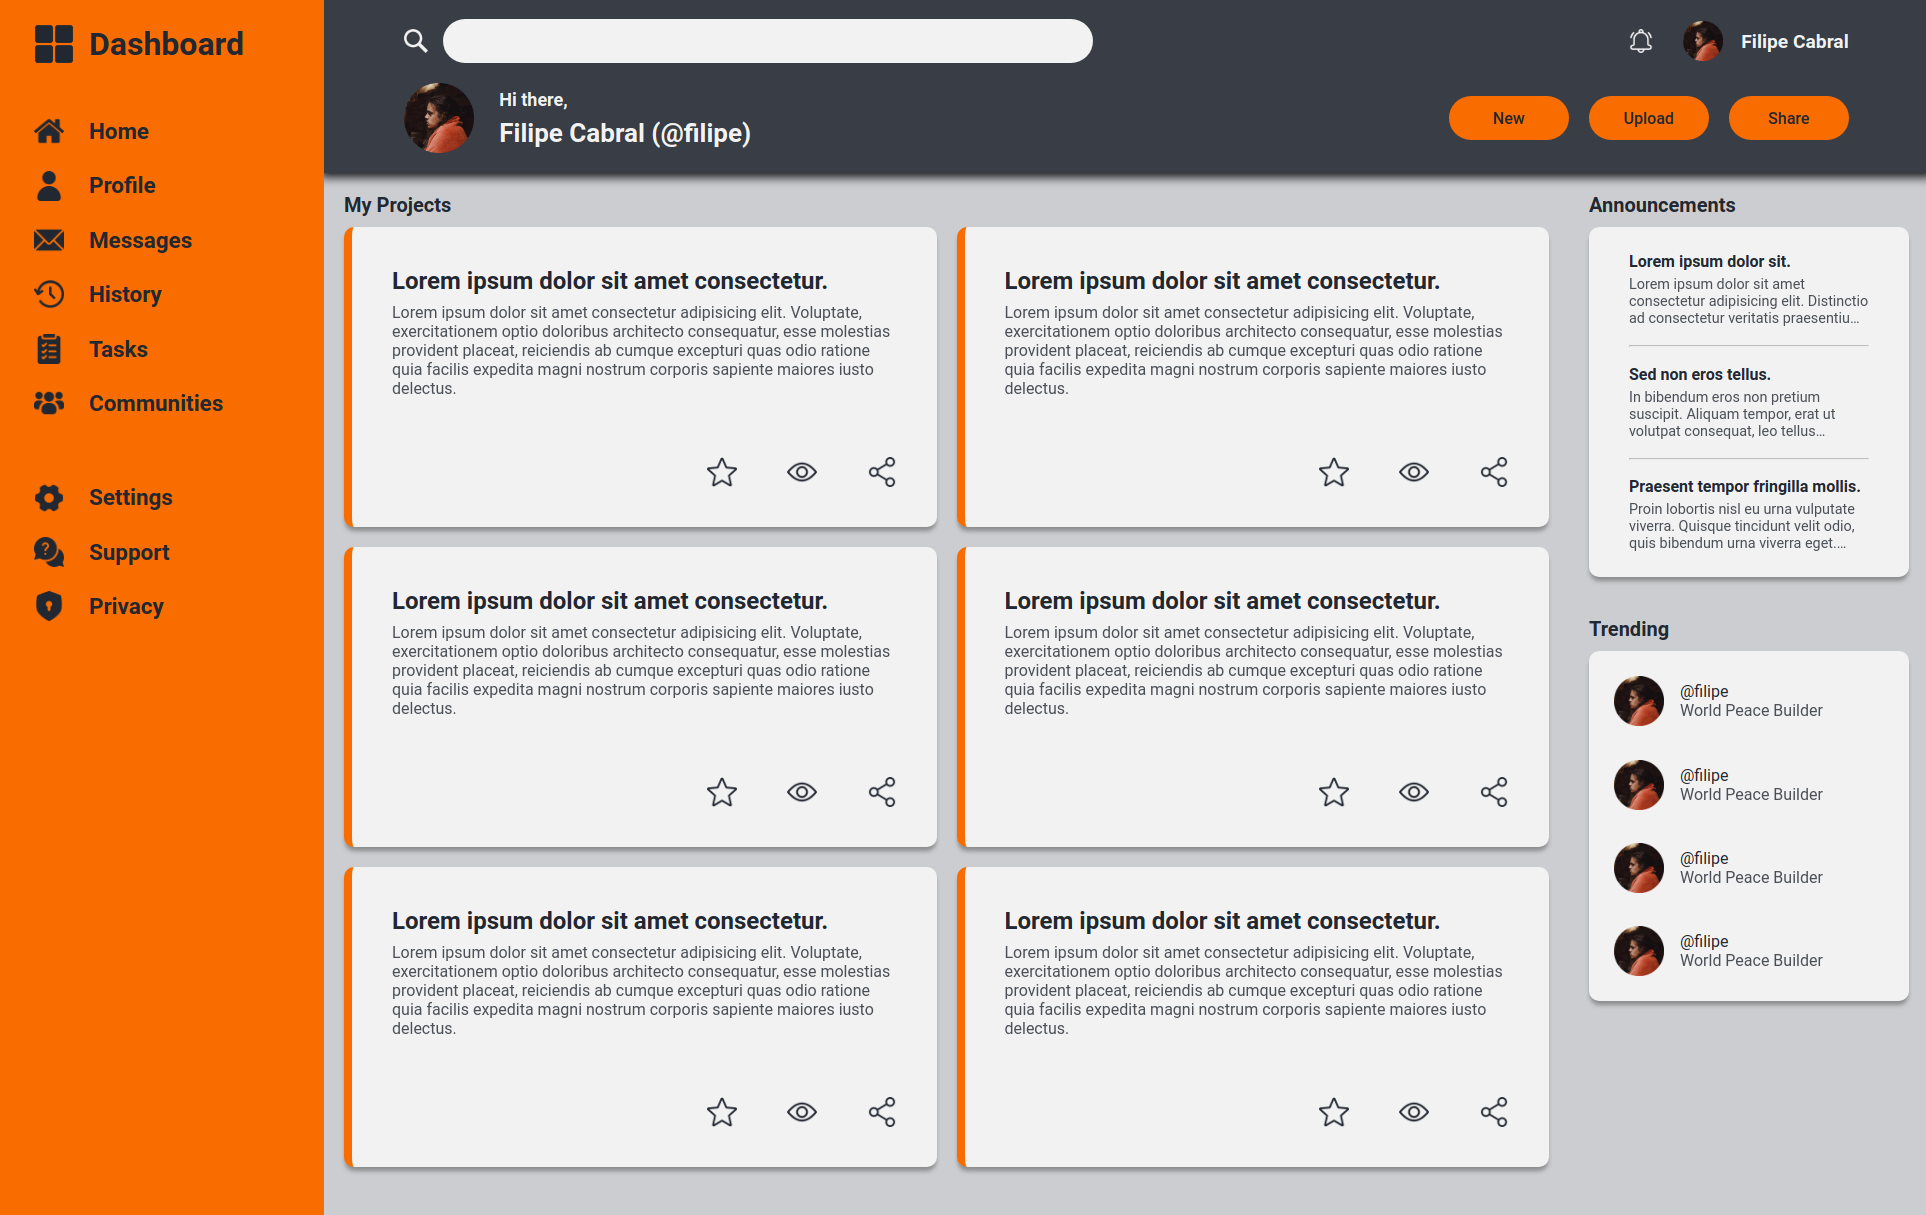 Dashboard
Home
Profile
Messages
History
Tasks
Communities
Settings
Support
Privacy
Filipe Cabral
Hi there,
Filipe Cabral (@filipe)
New
Upload
Share
My Projects
Lorem ipsum dolor sit amet consectetur.
Lorem ipsum dolor sit amet consectetur adipisicing elit. Voluptate,
exercitationem optio doloribus architecto consequatur, esse molestias
provident placeat, reiciendis ab cumque excepturi quas odio ratione
quia facilis expedita magni nostrum corporis sapiente maiores iusto
delectus.
Lorem ipsum dolor sit amet consectetur.
Lorem ipsum dolor sit amet consectetur adipisicing elit. Voluptate,
exercitationem optio doloribus architecto consequatur, esse molestias
provident placeat, reiciendis ab cumque excepturi quas odio ratione
quia facilis expedita magni nostrum corporis sapiente maiores iusto
delectus.
Lorem ipsum dolor sit amet consectetur.
Lorem ipsum dolor sit amet consectetur adipisicing elit. Voluptate,
exercitationem optio doloribus architecto consequatur, esse molestias
provident placeat, reiciendis ab cumque excepturi quas odio ratione
quia facilis expedita magni nostrum corporis sapiente maiores iusto
delectus.
Lorem ipsum dolor sit amet consectetur.
Lorem ipsum dolor sit amet consectetur adipisicing elit. Voluptate,
exercitationem optio doloribus architecto consequatur, esse molestias
provident placeat, reiciendis ab cumque excepturi quas odio ratione
quia facilis expedita magni nostrum corporis sapiente maiores iusto
delectus.
Lorem ipsum dolor sit amet consectetur.
Lorem ipsum dolor sit amet consectetur adipisicing elit. Voluptate,
exercitationem optio doloribus architecto consequatur, esse molestias
provident placeat, reiciendis ab cumque excepturi quas odio ratione
quia facilis expedita magni nostrum corporis sapiente maiores iusto
delectus.
Lorem ipsum dolor sit amet consectetur.
Lorem ipsum dolor sit amet consectetur adipisicing elit. Voluptate,
exercitationem optio doloribus architecto consequatur, esse molestias
provident placeat, reiciendis ab cumque excepturi quas odio ratione
quia facilis expedita magni nostrum corporis sapiente maiores iusto
delectus.
Announcements
Lorem ipsum dolor sit.
Lorem ipsum dolor sit amet
consectetur adipisicing elit. Distinctio
ad consectetur veritatis praesentiu...
Sed non eros tellus.
In bibendum eros non pretium
suscipit. Aliquam tempor, erat ut
volutpat consequat, leo tellus...
Praesent tempor fringilla mollis.
Proin lobortis nisl eu urna vulputate
viverra. Quisque tincidunt velit odio,
quis bibendum urna viverra eget....
Trending
@filipe
World Peace Builder
@filipe
World Peace Builder
@filipe
World Peace Builder
@filipe
World Peace Builder